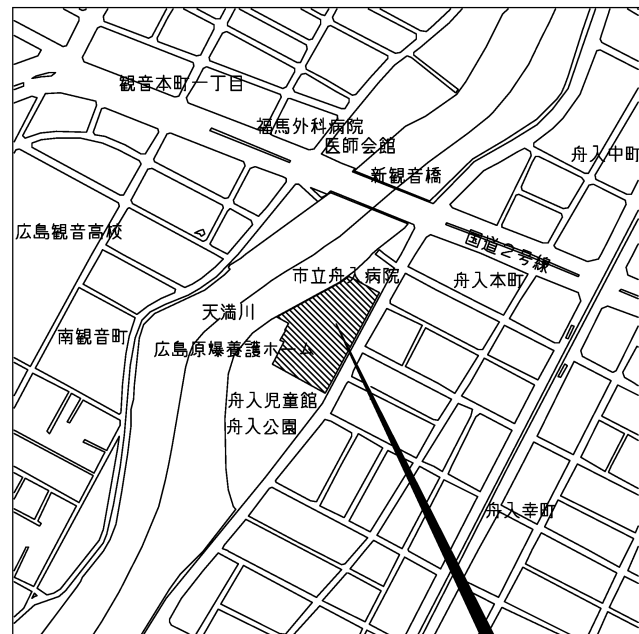 観音本町一丁目
福馬外科病院
医師会館
舟入中町
新観音橋
広島観音高校
国道2号線
市立舟入病院
舟入本町
天満川
南観音町
広島原爆養護ホーム
舟入児童館
舟入公園
舟入幸町